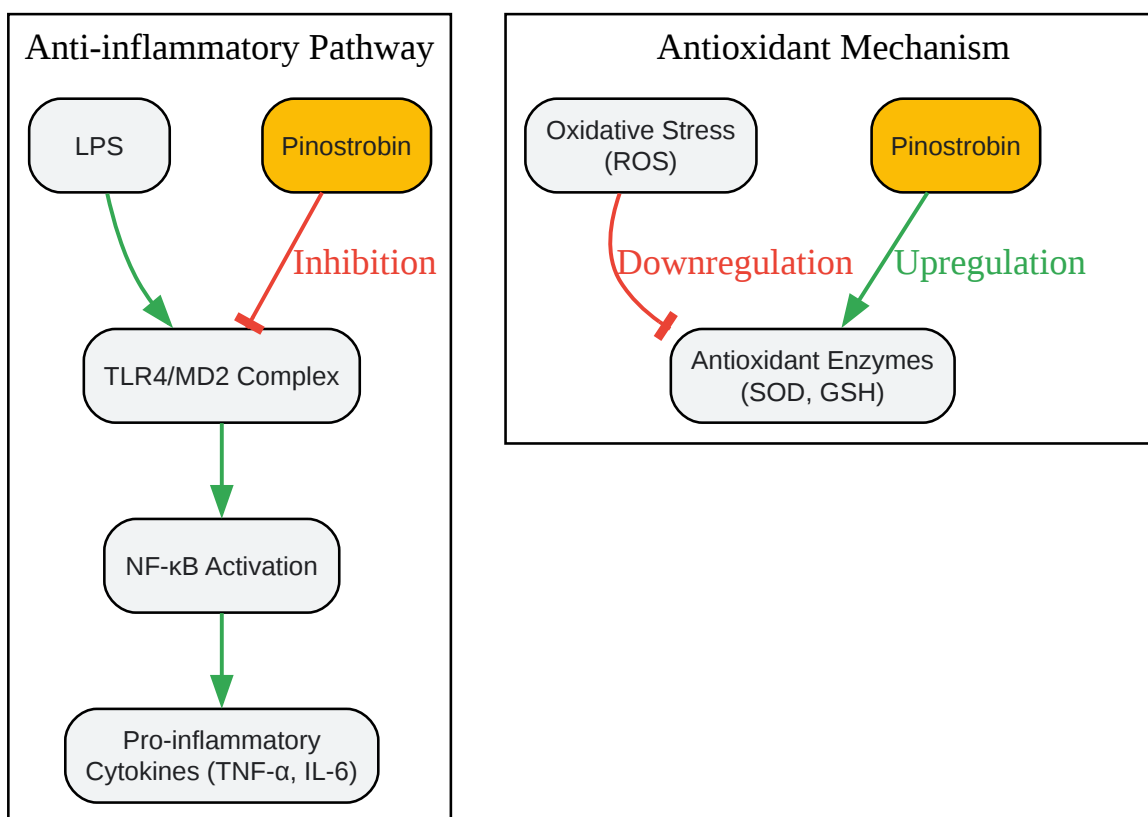 Anti-inflammatory Pathway
LPS
Pinostrobin
Inhibition
TLR4/MD2 Complex
NF-κB Activation
Pro-inflammatory
Cytokines (TNF-α, IL-6)
Antioxidant Mechanism
Oxidative Stress
(ROS)
Pinostrobin
Downregulation
Upregulation
Antioxidant Enzymes
(SOD, GSH)